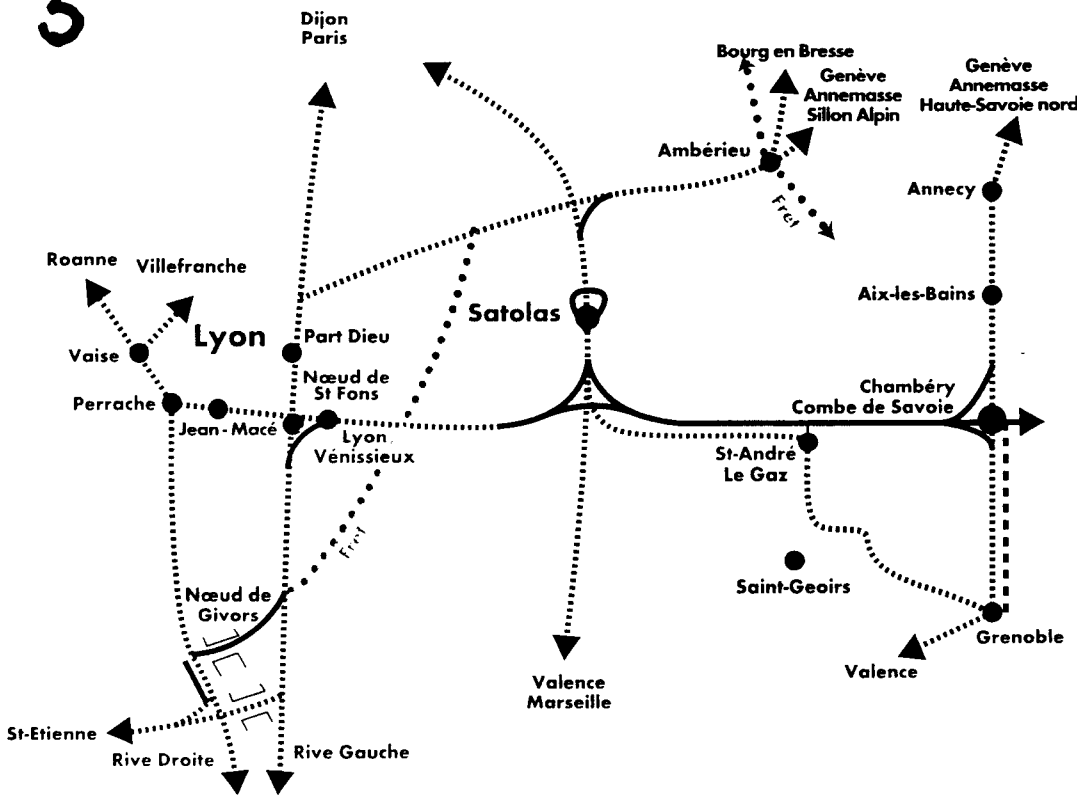 5
Dijon
Paris
Bourg en Bresse
Genève
Annemasse
Sillon Alpin
Genève
Annemasse
Haute-Savoie nord
Ambérieu
Fret
Annecy
Roanne
Villefranche
Aix-les-Bains
Satolas
Lyon
Part Dieu
Vaise
Nœud de
St Fons
Chambéry
Combe de Savoie
Perrache
Jean-Macé
Lyon
Vénissieux
St-André
Le Gaz
Fret
Saint-Geoirs
Nœud de
Givors
Grenoble
Valence
Valence
Marseille
St-Etienne
Rive Droite
Rive Gauche